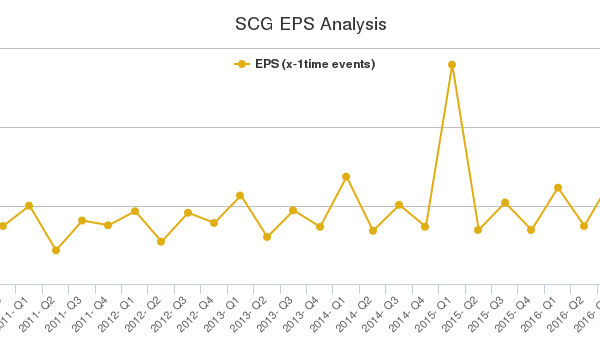 SCG EPS Analysis
EPS (x-1time events)
2011- Q1
2011- Q2
2011- Q3
2011- Q4
2012- Q1
2012- Q2
2012- Q3
2012- Q4
2013- Q1
2013- Q2
2013- Q3
2013- Q4
2014- Q1
2014- Q2
2014- Q3
2014- Q4
2015- Q1
2015- Q2
2015- Q3
2015- Q4
2016- Q1
2016- Q2
2016-